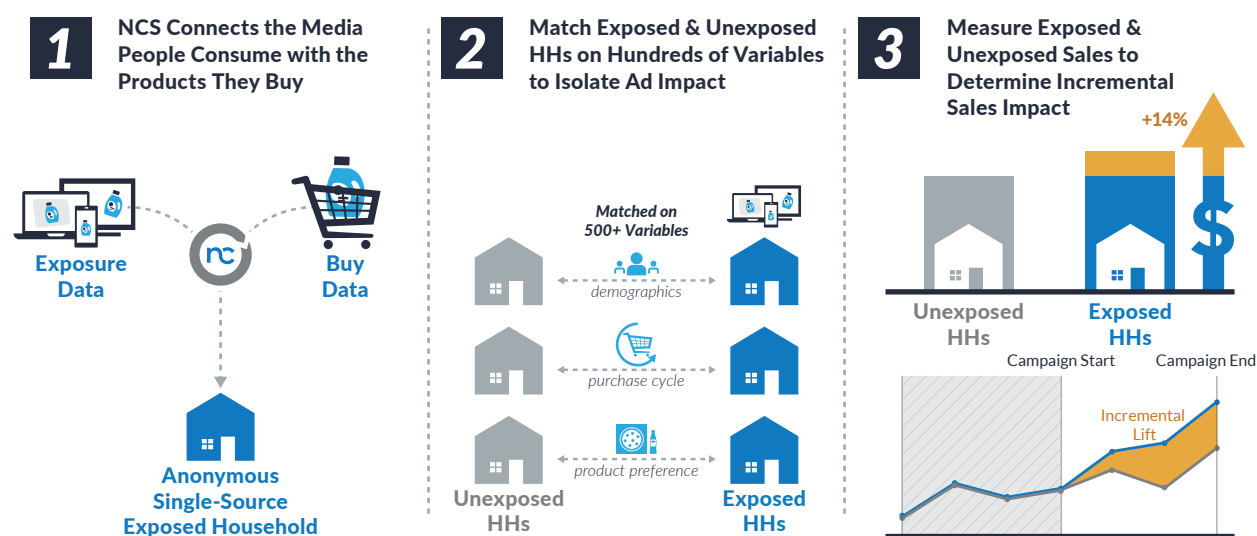 1
NCS Connects the Media
People Consume with the
Products They Buy
Exposure
Data
nc
Buy
Data
Anonymous
Single-Source
Exposed Household
2
Match Exposed & Unexposed
HHs on Hundreds of Variables
to Isolate Ad Impact
Matched on
500+ Variables
demographics
purchase cycle
product preference
Unexposed
HHs
Exposed
HHs
3
Measure Exposed &
Unexposed Sales to
Determine Incremental
Sales Impact
+14%
$
Unexposed
HHs
Exposed
HHs
Campaign Start
Campaign End
Incremental
Lift